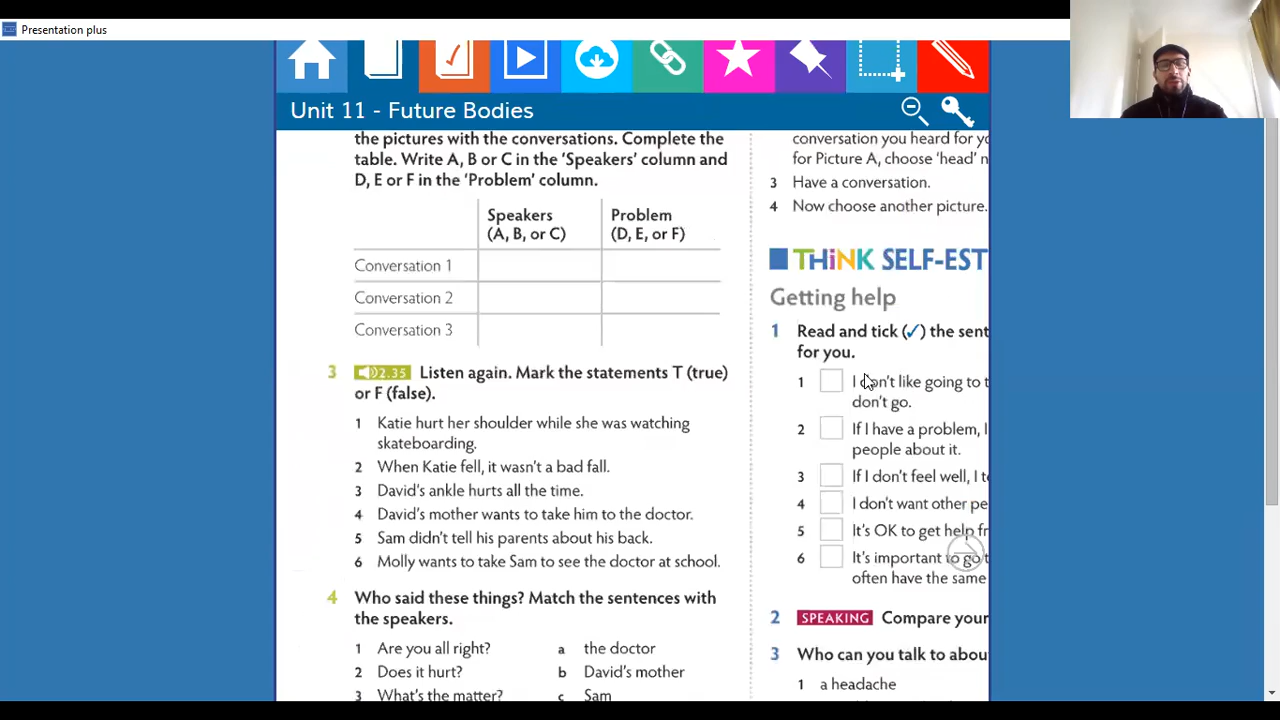 Presentation plus
Unit 11 - Future Bodies
the pictures with the conversations. Complete the
table. Write A, B or C in the 'Speakers' column and
D, E or F in the 'Problem' column.
Speakers
(A, B, or C)
Problem
(D, E, or F)
Conversation 1
Conversation 2
Conversation 3
3 2.35 Listen again. Mark the statements T (true)
or F (false).
1 Katie hurt her shoulder while she was watching
skateboarding.
2 When Katie fell, it wasn't a bad fall.
3 David's ankle hurts all the time.
4 David's mother wants to take him to the doctor.
5 Sam didn't tell his parents about his back.
6 Molly wants to take Sam to see the doctor at school.
4 Who said these things? Match the sentences with
the speakers.
1 Are you all right? a the doctor
2 Does it hurt? b David's mother
3 What's the matter? c Sam
conversation you heard for yo
for Picture A, choose 'head' n
3 Have a conversation.
4 Now choose another picture.
THiNK SELF-EST
Getting help
1 Read and tick (✓) the sent
for you.
1 I don't like going to t
don't go.
2 If I have a problem, I
people about it.
3 If I don't feel well, I t
4 I don't want other pe
5 It's OK to get help fr
6 It's important to go t
often have the same
2 SPEAKING Compare your
3 Who can you talk to abou
1 a headache